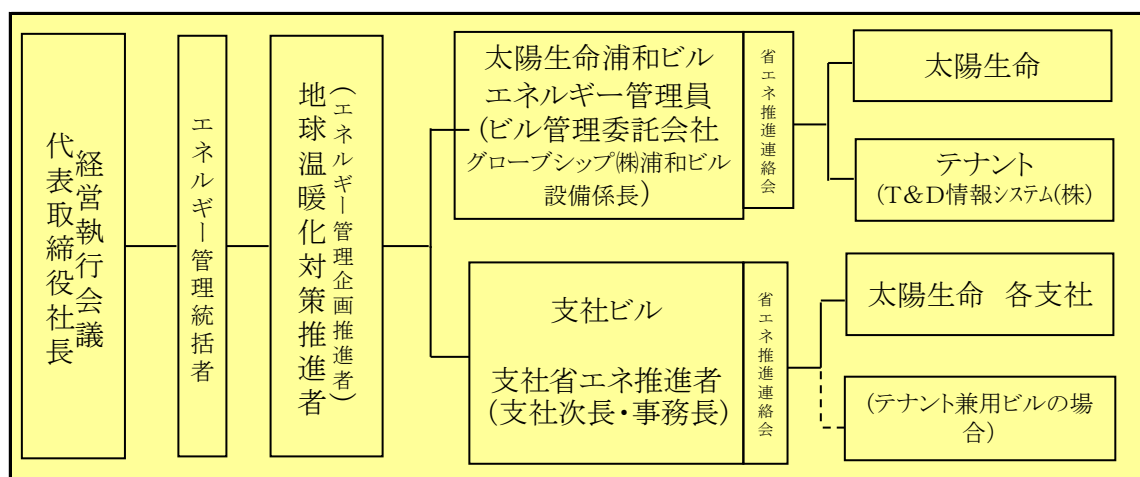 経営執行会議
代表取締役社長
エネルギー管理統括者
(エネルギー管理企画推進者)
地球温暖化対策推進者
太陽生命浦和ビル
エネルギー管理員
(ビル管理委託会社
グローブシップ㈱浦和ビル
設備係長)
省エネ推進連絡会
太陽生命
テナント
(T&D情報システム(株)
支社ビル
支社省エネ推進者
(支社次長・事務長)
省エネ推進連絡会
太陽生命 各支社
(テナント兼用ビルの場
合)